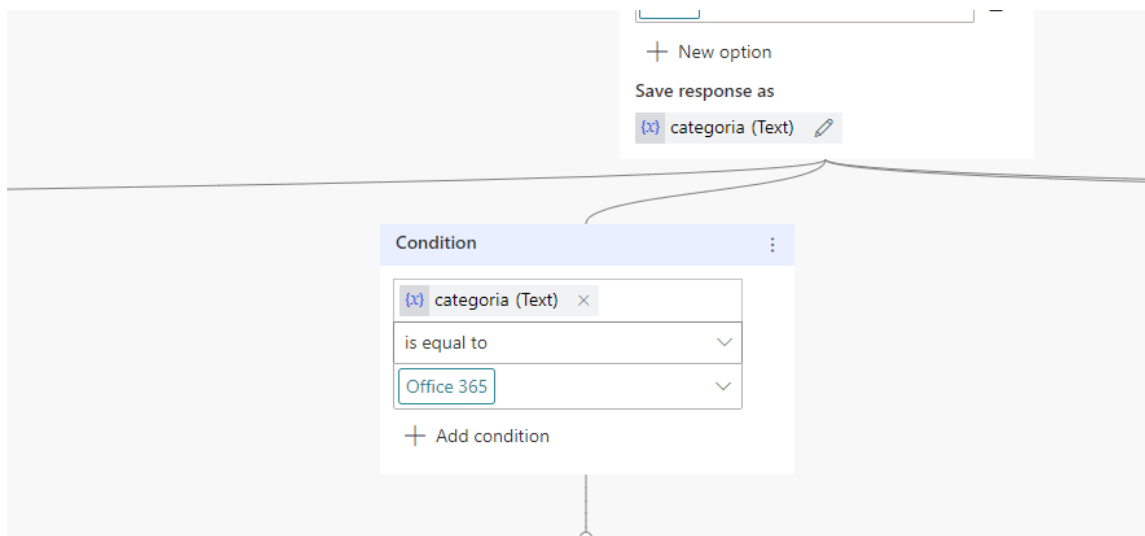 New option
Save response as
{x} categoria (Text)
Condition
{x} categoria (Text)
is equal to
Office 365
Add condition